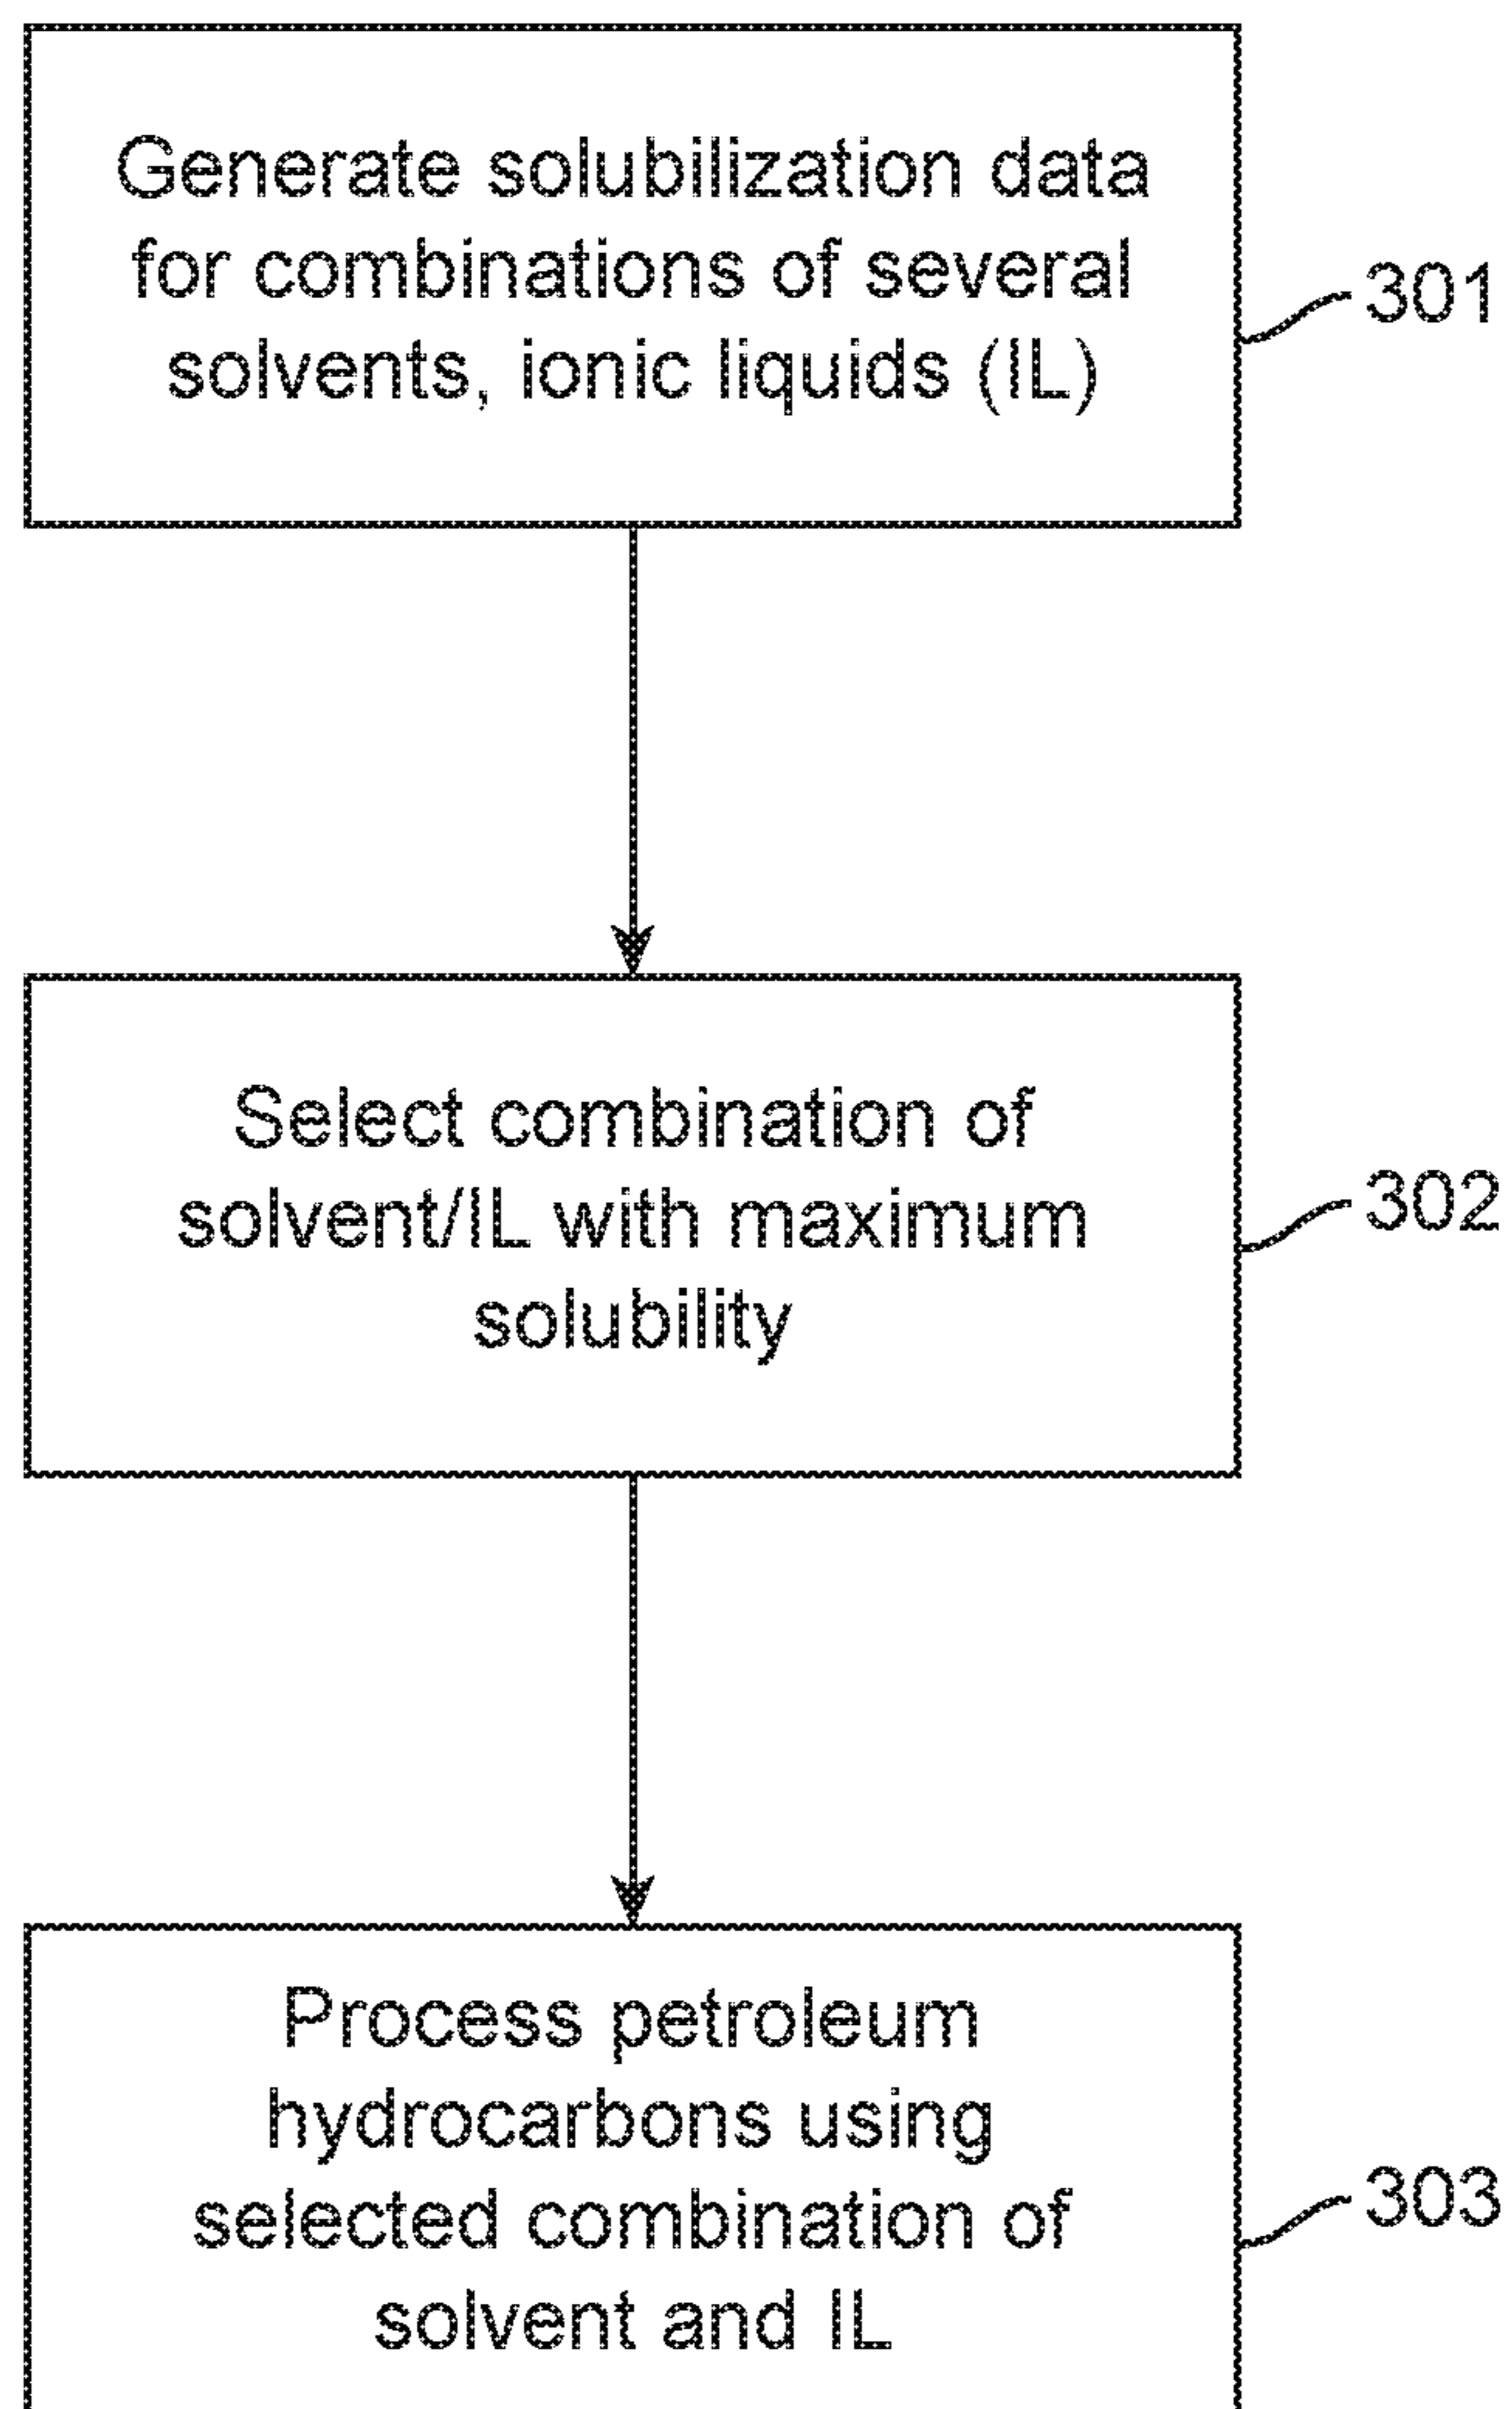 Generate solubilization data
for combinations of several
solvents, ionic liquids (IL)
301
Select combination of
solvent/IL with maximum
solubility
302
Process petroleum
hydrocarbons using
selected combination of
solvent and IL
303